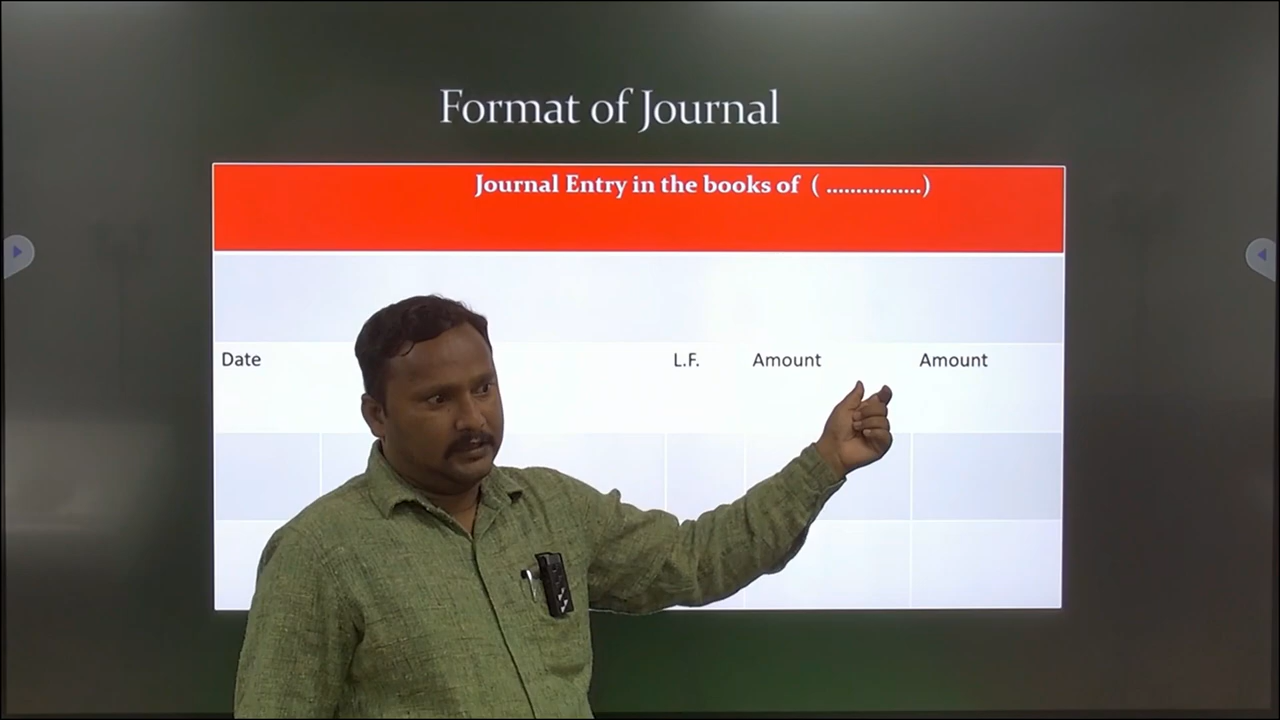 Format of Journal
Journal Entry in the books of ( ................)
Date L.F. Amount Amount